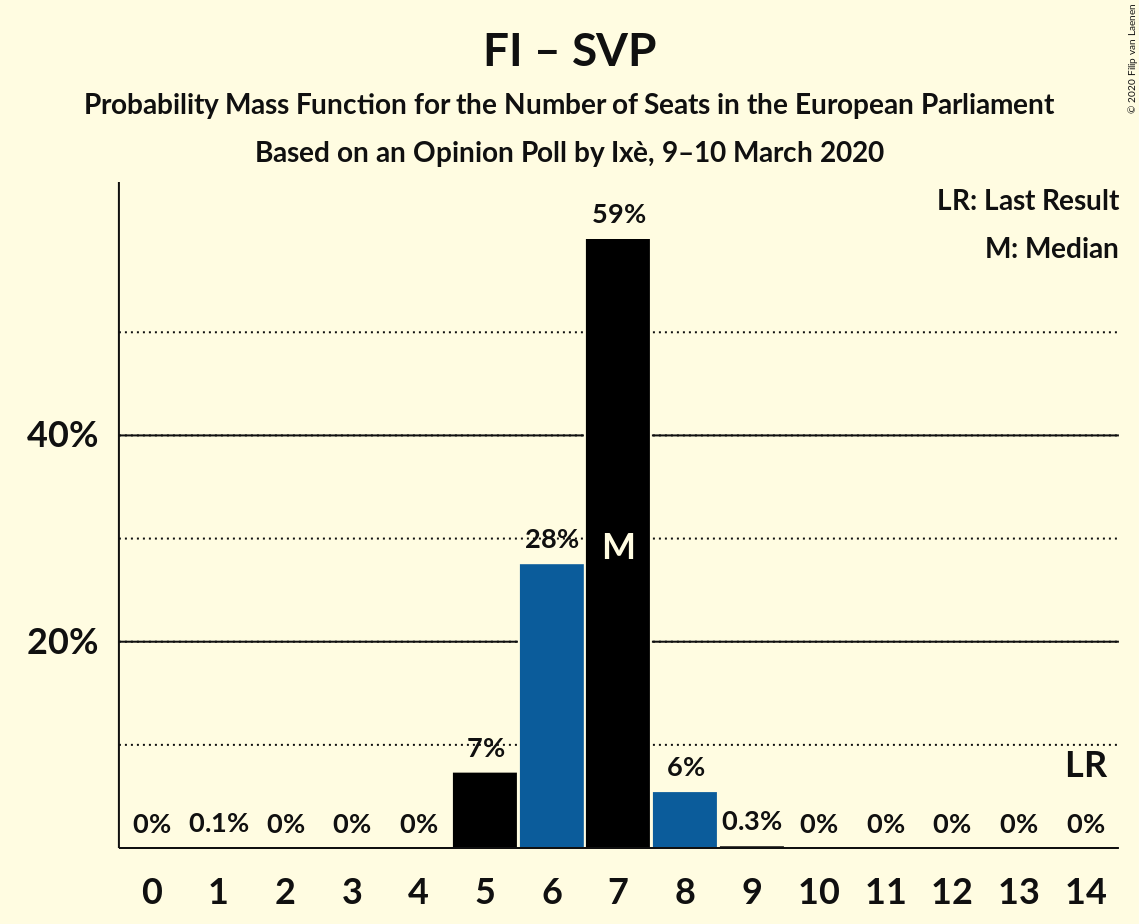 FI – SVP
Probability Mass Function for the Number of Seats in the European Parliament
Based on an Opinion Poll by Ixè, 9–10 March 2020
© 2020 Filip van Laenen
LR: Last Result
M: Median
59%
40%
28%
M
20%
7%
6%
LR
0% 0.1% 0% 0% 0% 0.3% 0% 0% 0% 0% 0%
0 1 2 3 4 5 6 7 8 9 10 11 12 13 14